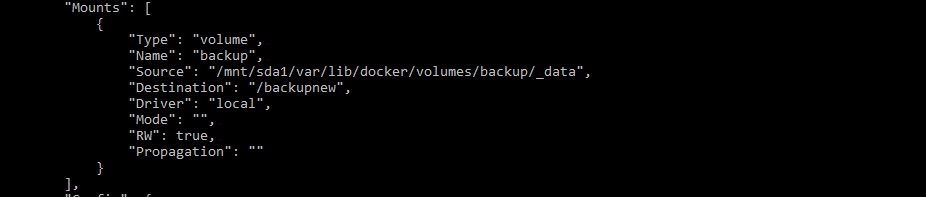 "Mounts": [
{
"Type": "volume",
"Name": "backup",
"Source": "/mnt/sda1/var/lib/docker/volumes/backup/_data",
"Destination": "/backupnew",
"Driver": "local",
"Mode": "",
"RW": true,
"Propagation": ""
}
],